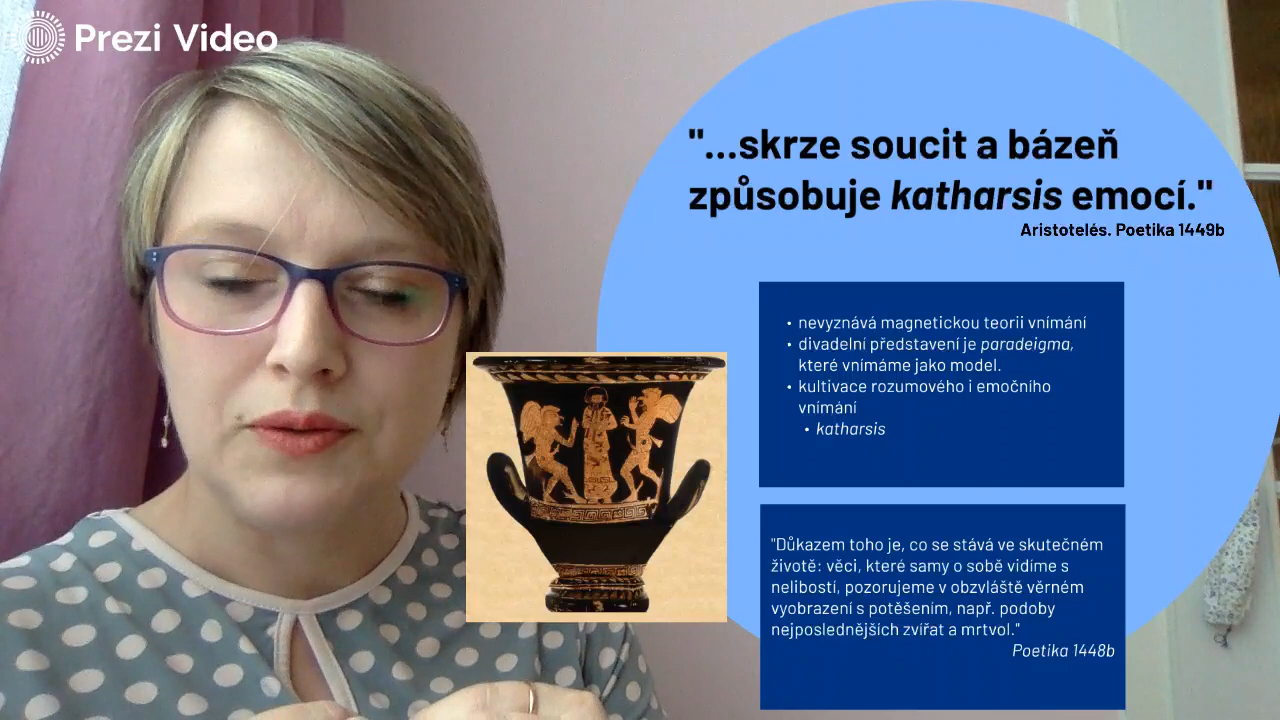 Prezi Video
"...skrze soucit a bázeň
způsobuje katharsis emocí."
Aristotelés. Poetika 1449b
• nevyznává magnetickou teorii vnímání
• divadelní představení je paradeigma,
které vnímáme jako model.
• kultivace rozumového i emočního
vnímání
• katharsis
"Důkazem toho je, co se stává ve skutečném
životě: věci, které samy o sobě vidíme s
nelibostí, pozorujeme v obzvláště verném
vyobrazení s potěšením, např. podoby
nejposlednějších zvířat a mrtvol."
Poetika 1448b